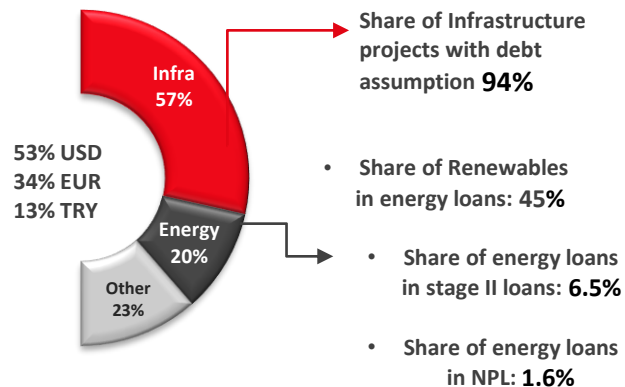 Infra
57%
53% USD
34% EUR
13% TRY
Energy
20%
Other
23%
Share of Infrastructure
projects with debt
assumption 94%
• Share of Renewables
in energy loans: 45%
• Share of energy loans
in stage II loans: 6.5%
• Share of energy loans
in NPL: 1.6%